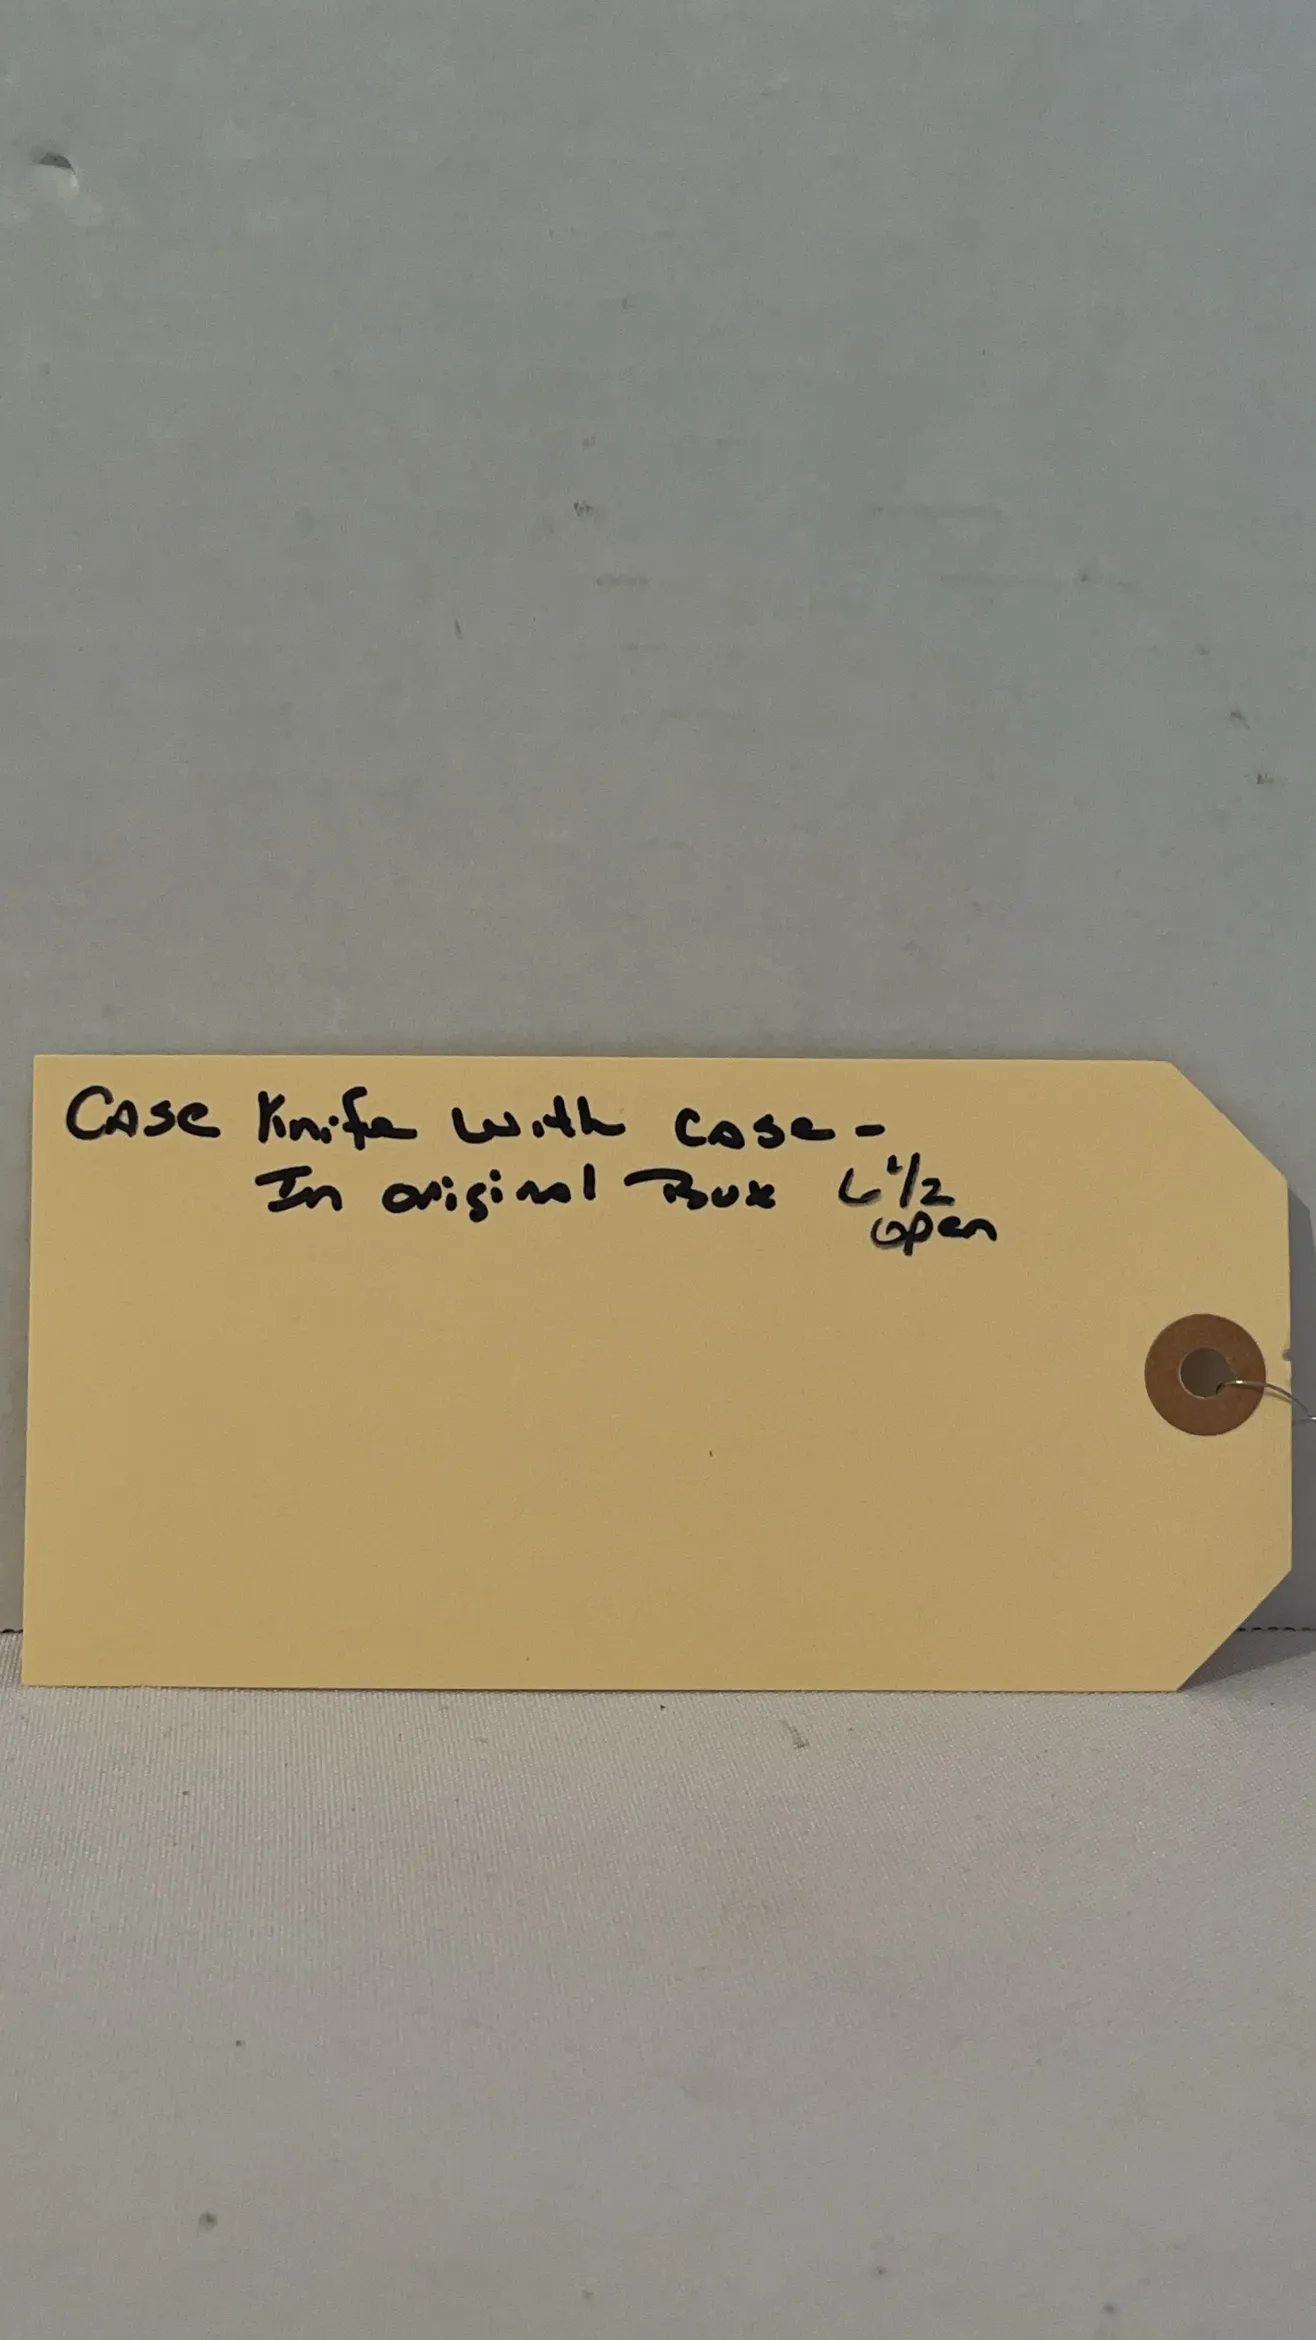 Case Knife with case -
In original Box 6 1/2
open